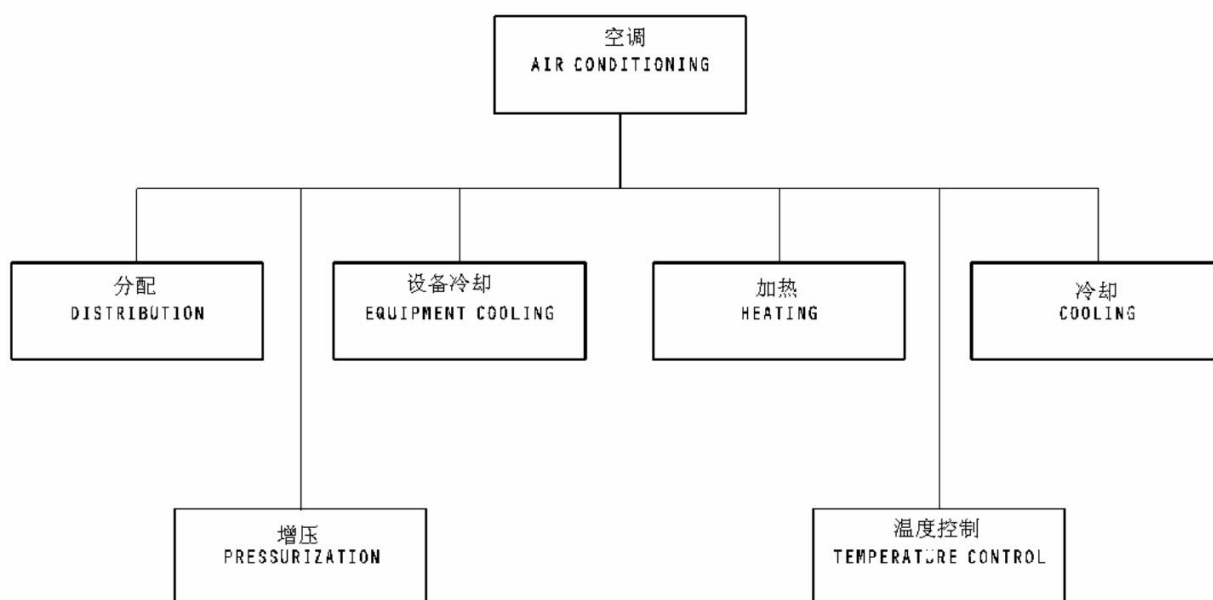 空调
AIR CONDITIONING
分配
DISTRIBUTION
设备冷却
EQUIPMENT COOLING
加热
HEATING
冷却
COOLING
增压
PRESSURIZATION
温度控制
TEMPERATURE CONTROL